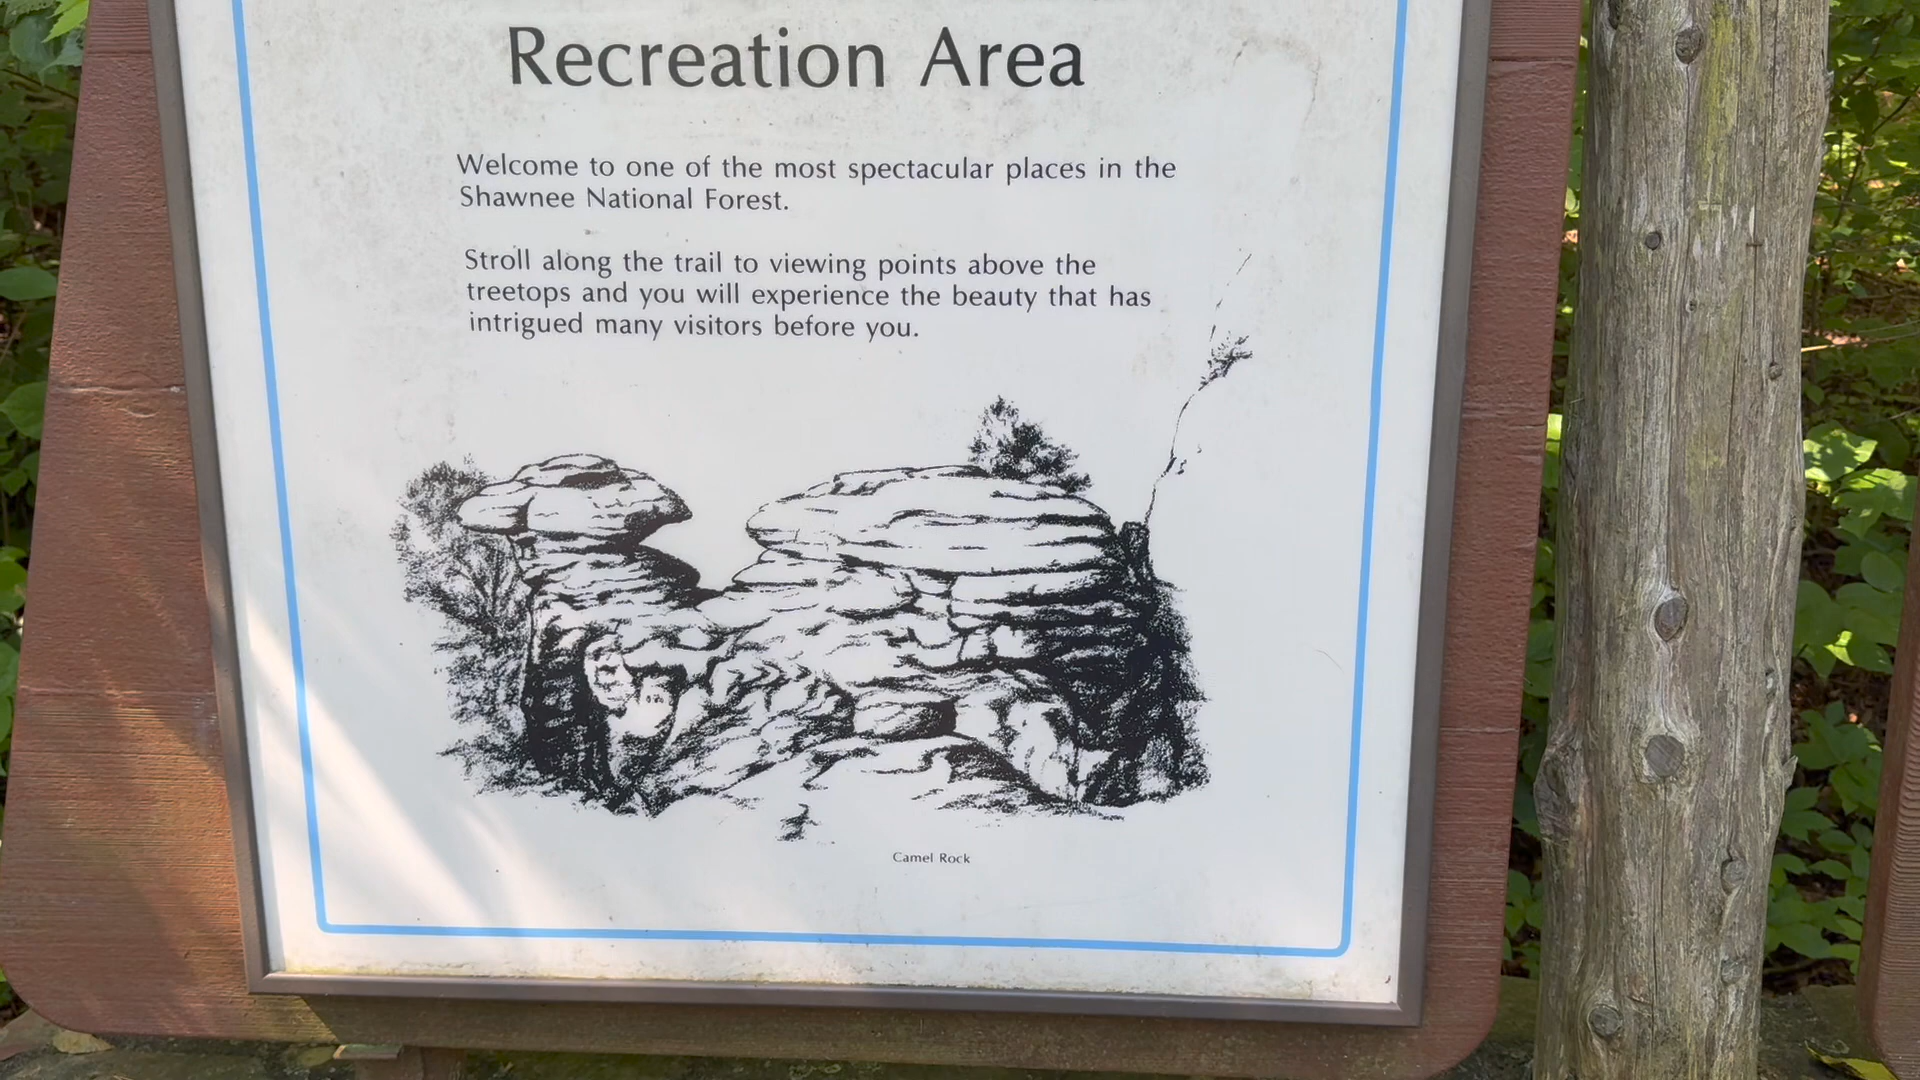 Recreation Area
Welcome to one of the most spectacular places in the
Shawnee National Forest.
Stroll along the trail to viewing points above the
treetops and you will experience the beauty that has
intrigued many visitors before you.
Camel Rock